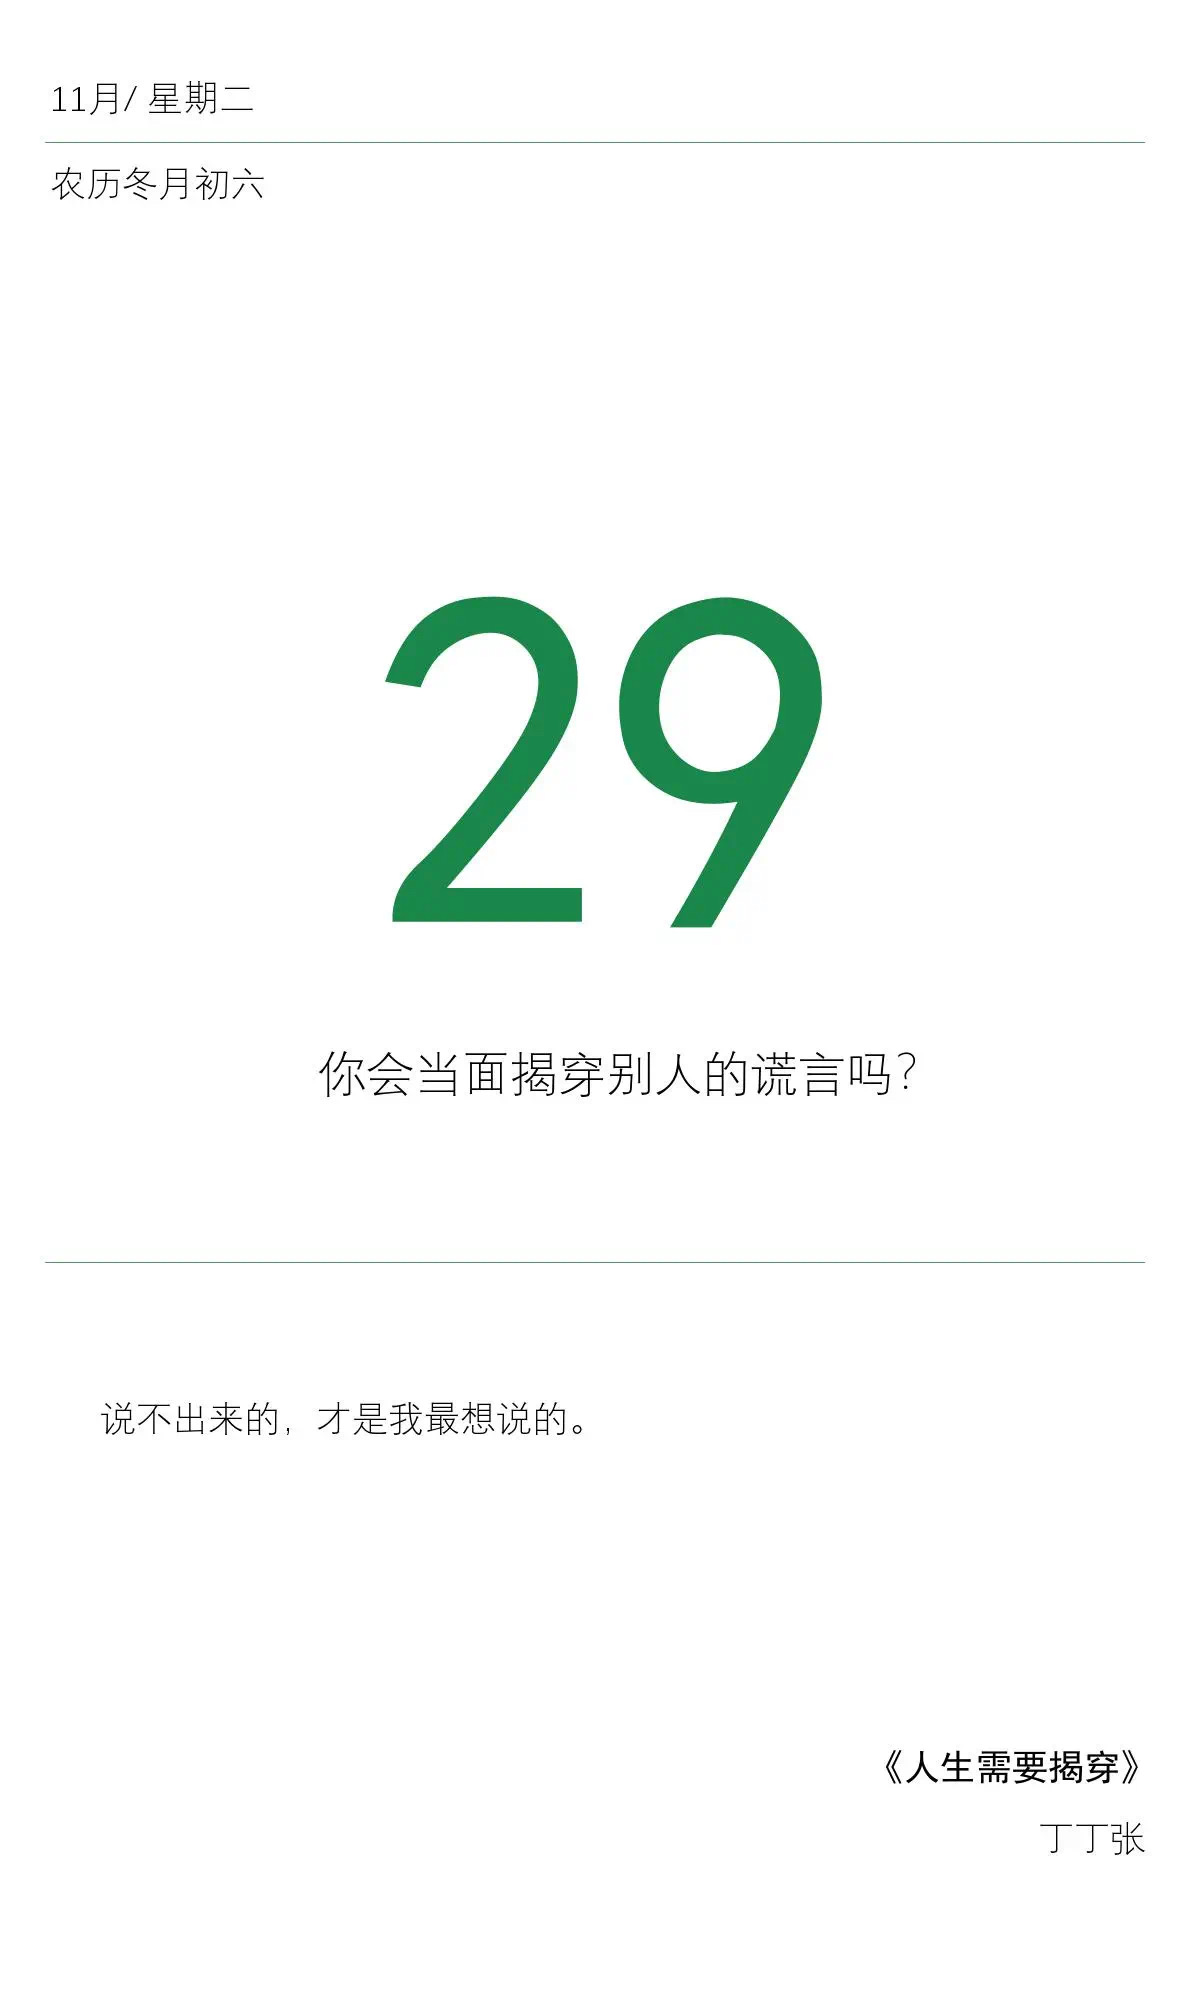 11月/ 星期二
农历冬月初六
29
你会当面揭穿别人的谎言吗？
说不出来的，才是我最想说的。
《人生需要揭穿》
丁丁张